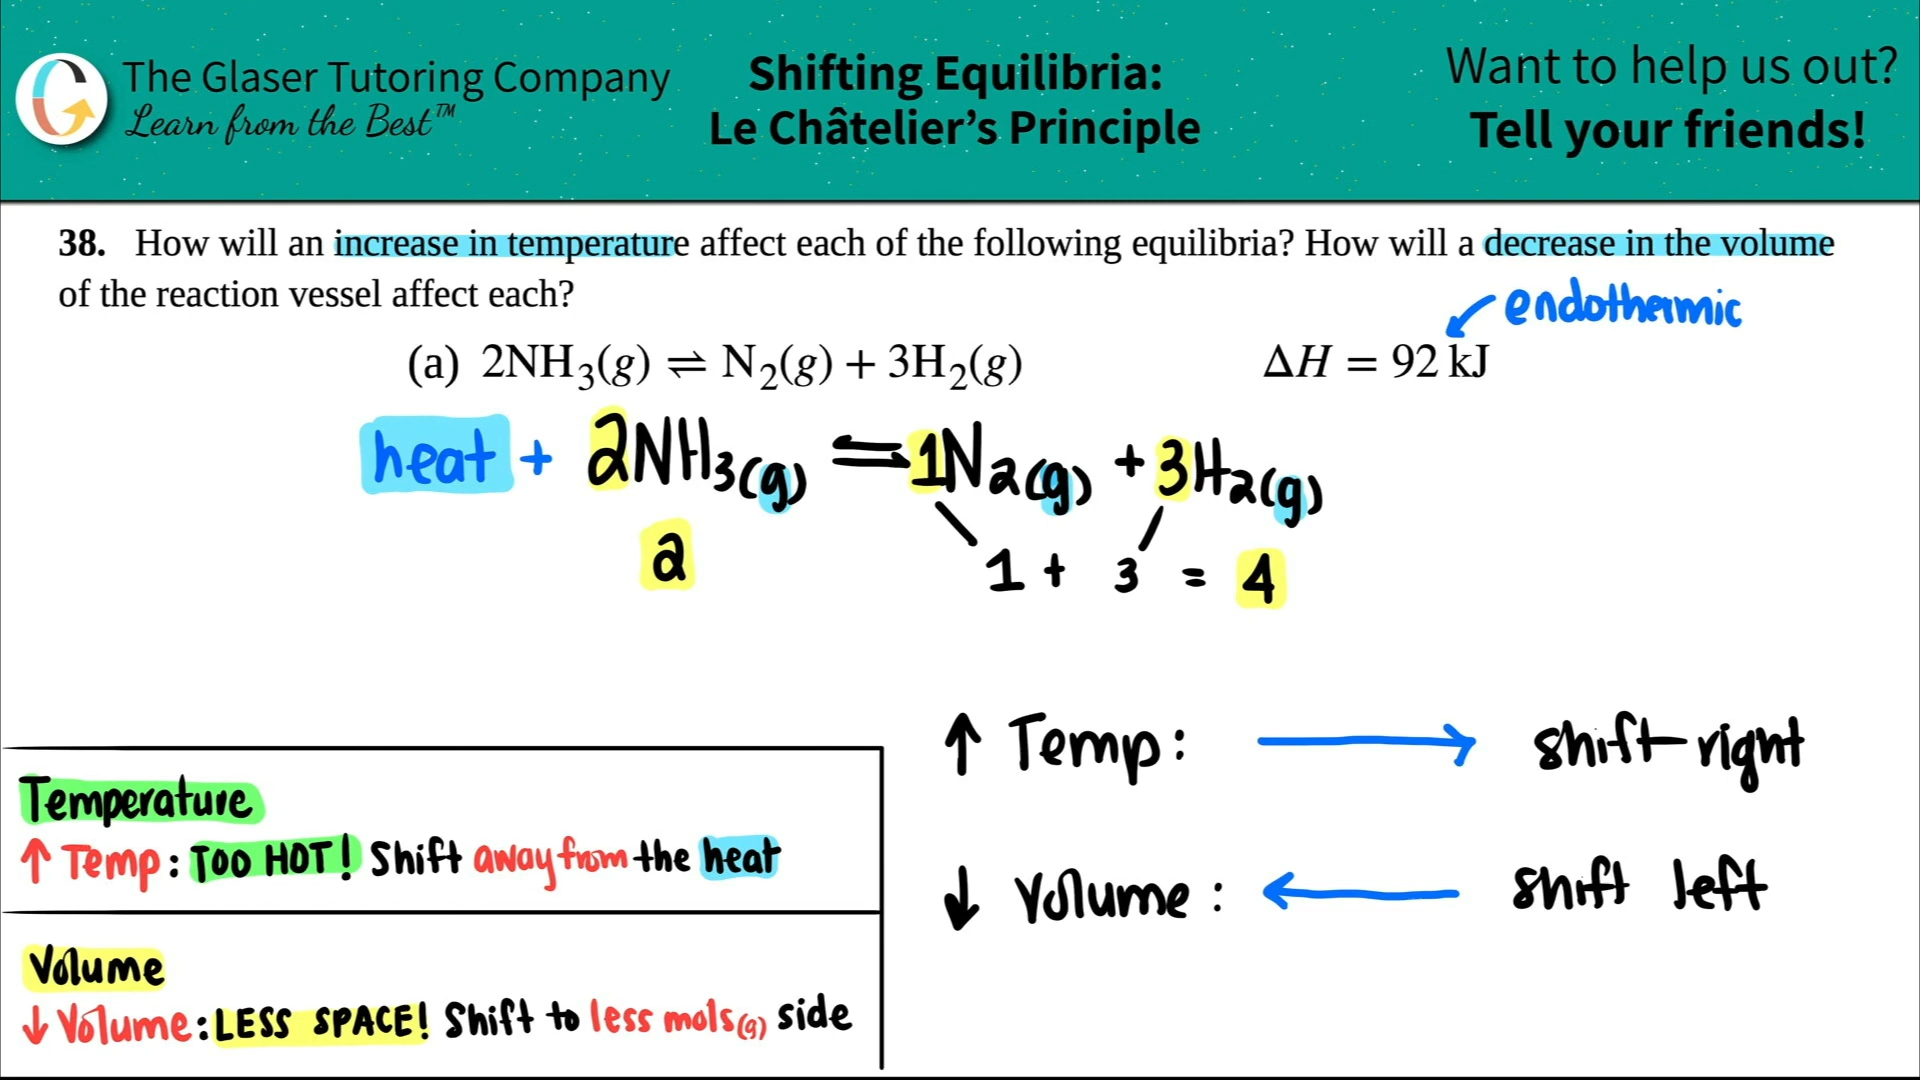 The Glaser Tutoring Company
Learn from the Best™
Shifting Equilibria:
Le Châtelier's Principle
Want to help us out?
Tell your friends!
38. How will an increase in temperature affect each of the following equilibria? How will a decrease in the volume
of the reaction vessel affect each?
endothermic
(a) 2NH₃(g) ⇌ N₂(g) + 3H₂(g) ΔH = 92 kJ
heat + 2NH₃(g) ⇌ 1N₂(g) + 3H₂(g)
2 1 + 3 = 4
↑ Temp: → shift right
↓ Volume: ← shift left
Temperature
↑ Temp: TOO HOT! Shift away from the heat
Volume
↓ Volume: LESS SPACE! Shift to less mols(g) side